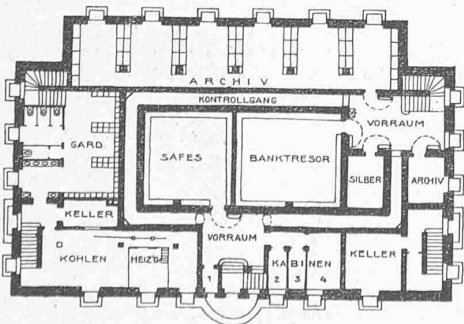 ARCHIV
KONTROLLGANG
VORRAUM
GARD.
SAFES
BANKTRESOR
SILBER
ARCHIV
KELLER
VORRAUM
KOHLEN
HEIZ'G
KABINEN
KELLER
1
2
3
4